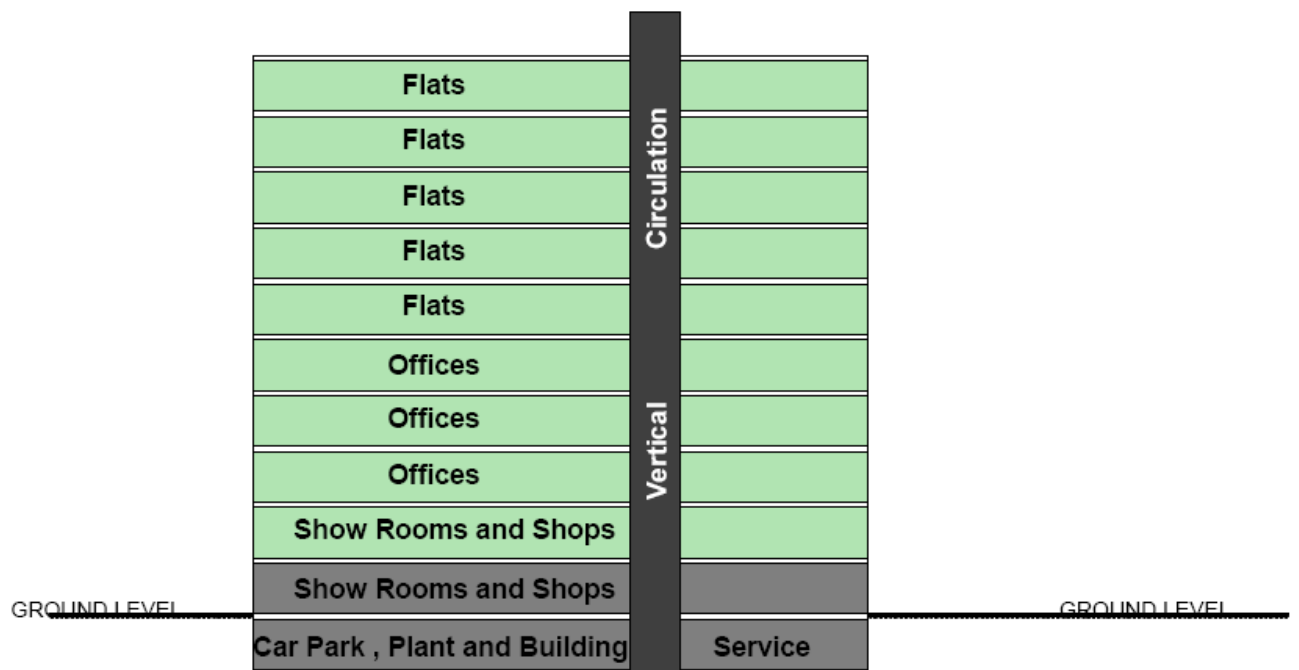 Flats
Flats
Flats
Flats
Flats
Offices
Offices
Offices
Show Rooms and Shops
Show Rooms and Shops
Car Park , Plant and Building Service
Vertical Circulation
GROUND LEVEL
GROUND LEVEL